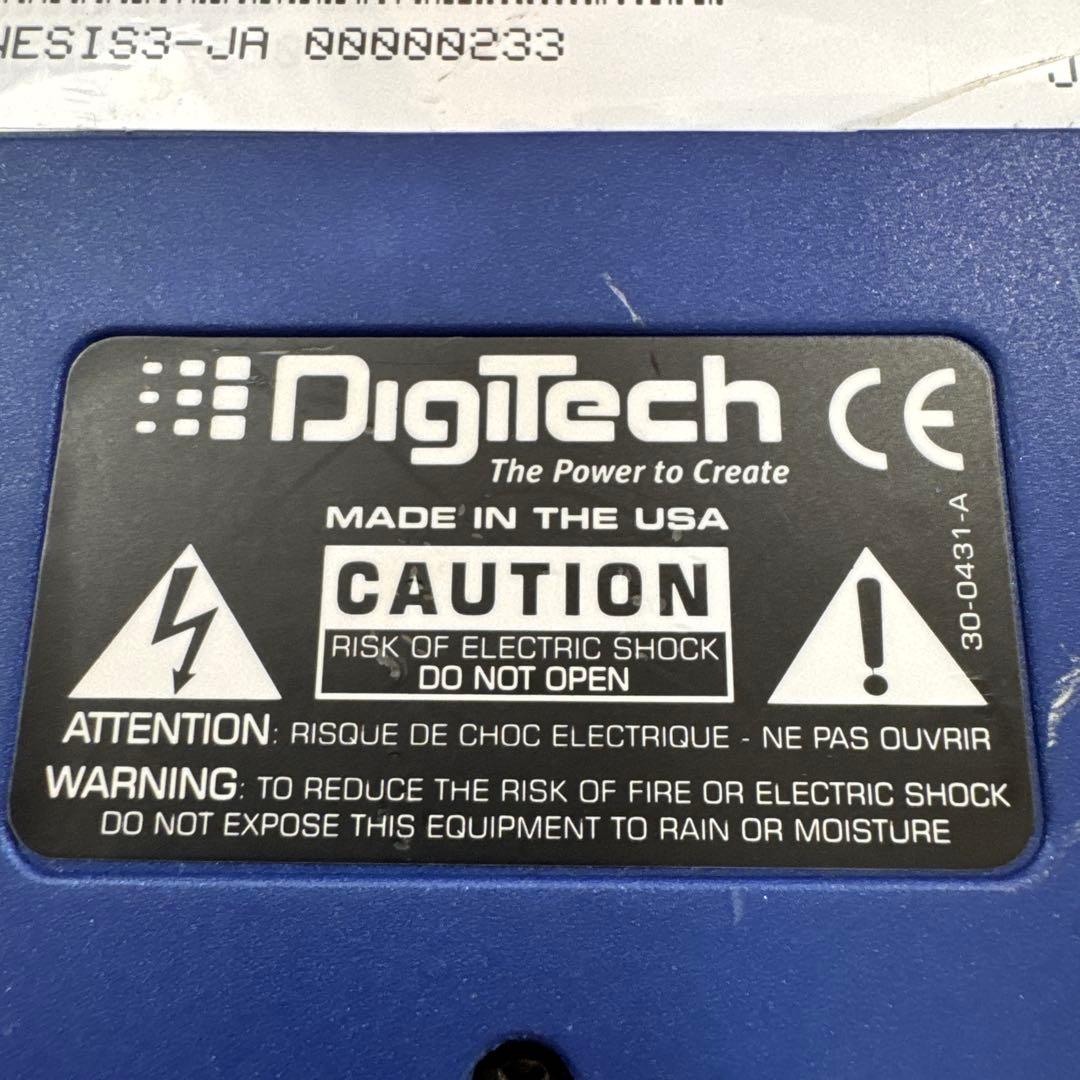 NESIS3-JA 00000233
J
DigiTech
CE
The Power to Create
MADE IN THE USA
30-0431-A
CAUTION
RISK OF ELECTRIC SHOCK
DO NOT OPEN
ATTENTION: RISQUE DE CHOC ELECTRIQUE - NE PAS OUVRIR
WARNING: TO REDUCE THE RISK OF FIRE OR ELECTRIC SHOCK
DO NOT EXPOSE THIS EQUIPMENT TO RAIN OR MOISTURE